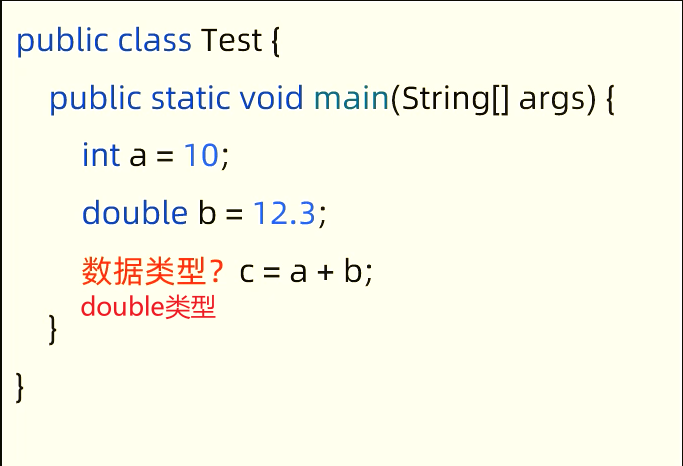 public class Test {
public static void main(String[] args) {
int a = 10;
double b = 12.3;
数据类型？ c = a + b;
double类型
}
}